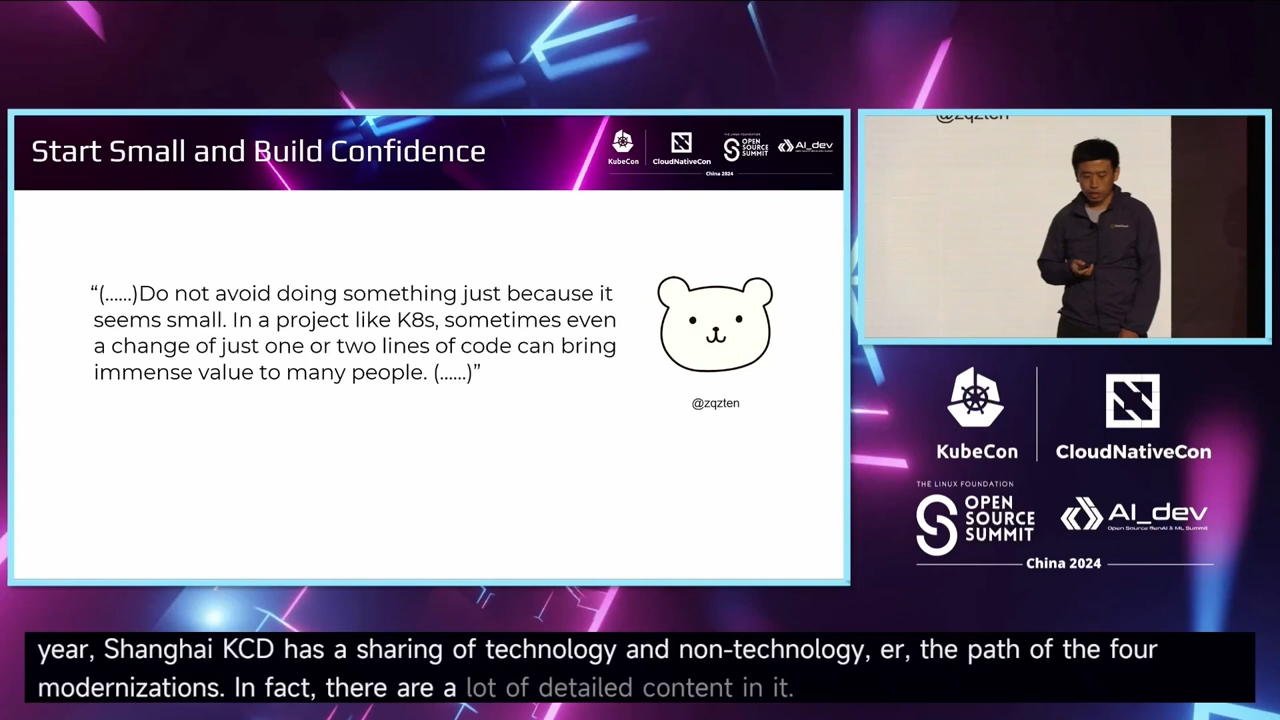 Start Small and Build Confidence
KubeCon
CloudNativeCon
THE LINUX FOUNDATION
OPEN
SOURCE
SUMMIT
AI_dev
China 2024
“(......)Do not avoid doing something just because it
seems small. In a project like K8s, sometimes even
a change of just one or two lines of code can bring
immense value to many people. (......)”
@zqzten
@zqzten
KubeCon
CloudNativeCon
THE LINUX FOUNDATION
OPEN
SOURCE
SUMMIT
AI_dev
Open Source GenAI & ML Summit
China 2024
year, Shanghai KCD has a sharing of technology and non-technology, er, the path of the four
modernizations. In fact, there are a lot of detailed content in it.